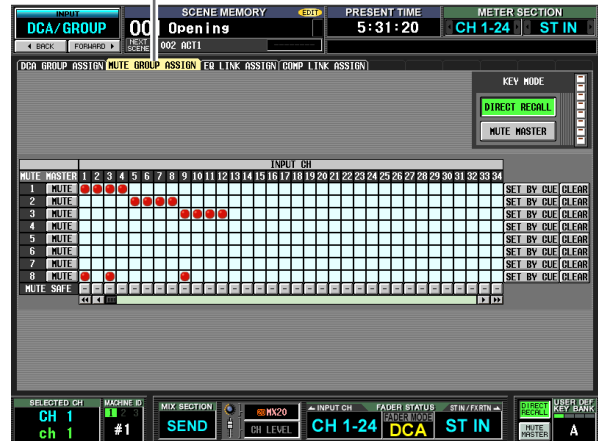 INPUT
DCA/GROUP
BACK
FORWARD
SCENE MEMORY
EDIT
Opening
NEXT SCENE
002 ACT1
PRESENT TIME
5:31:20
METER SECTION
CH 1-24
ST IN
DCA GROUP ASSIGN
MUTE GROUP ASSIGN
EQ LINK ASSIGN
COMP LINK ASSIGN
KEY MODE
DIRECT RECALL
MUTE MASTER
INPUT CH
MUTE MASTER 1 2 3 4 5 6 7 8 9 10 11 12 13 14 15 16 17 18 19 20 21 22 23 24 25 26 27 28 29 30 31 32 33 34
1 MUTE SET BY CUE CLEAR
2 MUTE SET BY CUE CLEAR
3 MUTE SET BY CUE CLEAR
4 MUTE SET BY CUE CLEAR
5 MUTE SET BY CUE CLEAR
6 MUTE SET BY CUE CLEAR
7 MUTE SET BY CUE CLEAR
8 MUTE SET BY CUE CLEAR
MUTE SAFE
SELECTED CH
CH 1
ch 1
MACHINE ID
1 2 3
#1
MIX SECTION
SEND
MX20
CH LEVEL
INPUT CH
CH 1-24
FADER STATUS
FADER MODE
DCA
ST IN/FXRTN
ST IN
DIRECT RECALL
MUTE MASTER
USER DEF KEY BANK
A